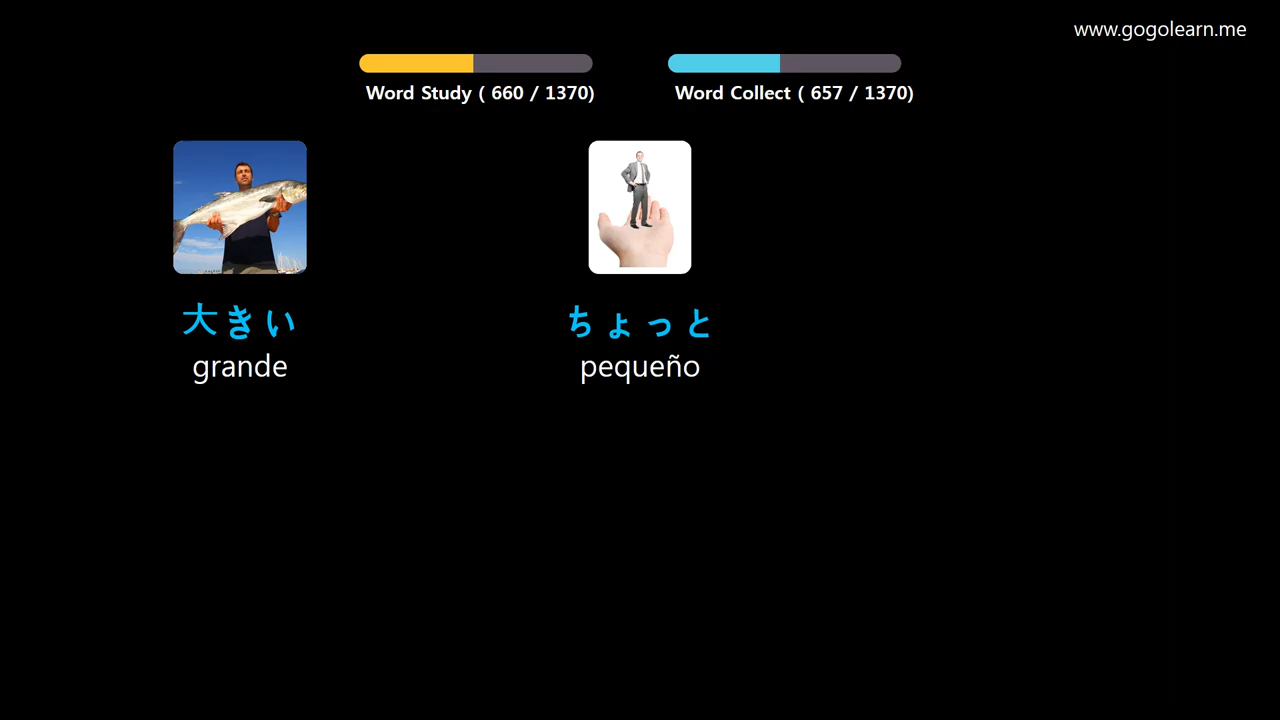 www.gogolearn.me
Word Study ( 660 / 1370)
Word Collect ( 657 / 1370)
大きい
grande
ちょっと
pequeño